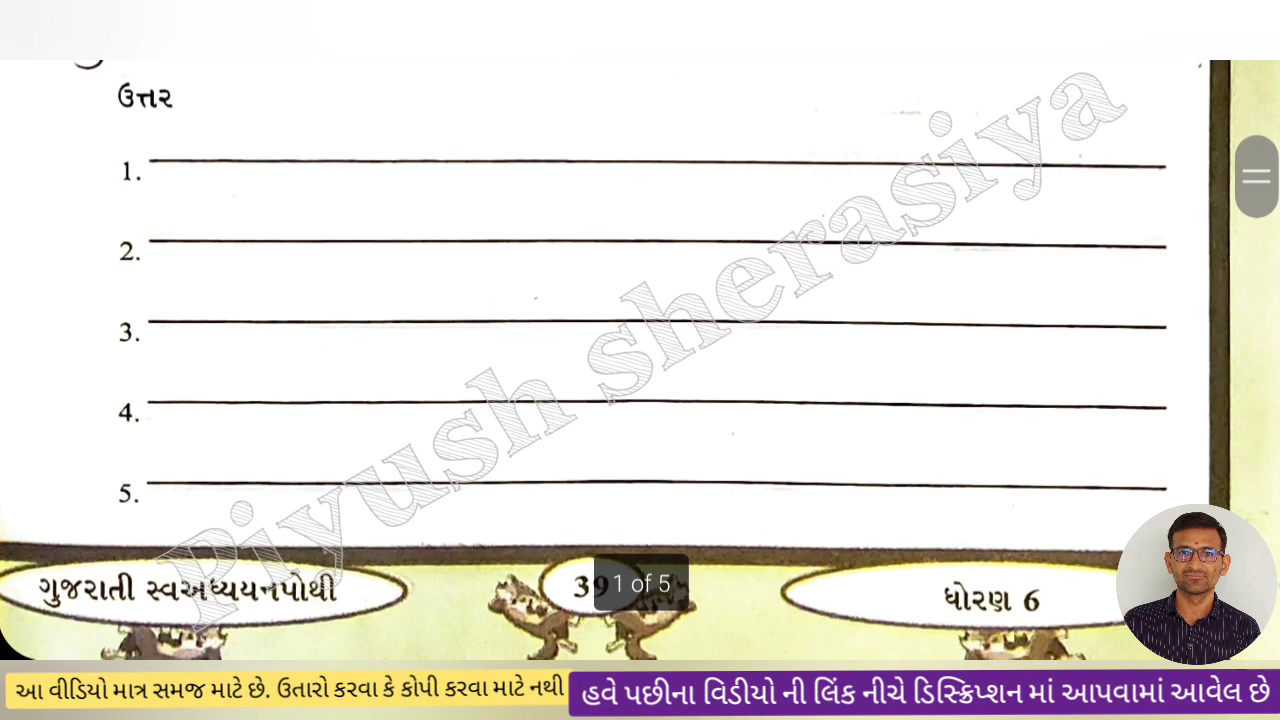 ઉત્તર
1.
2.
3.
4.
5.
Piyush sherasiya
ગુજરાતી સ્વઅધ્યયનપોથી
39
1 of 5
ધોરણ 6
આ વીડિયો માત્ર સમજ માટે છે. ઉતારો કરવા કે કોપી કરવા માટે નથી
હવે પછીના વિડીયો ની લિંક નીચે ડિસ્ક્રિપ્શન માં આપવામાં આવેલ છે